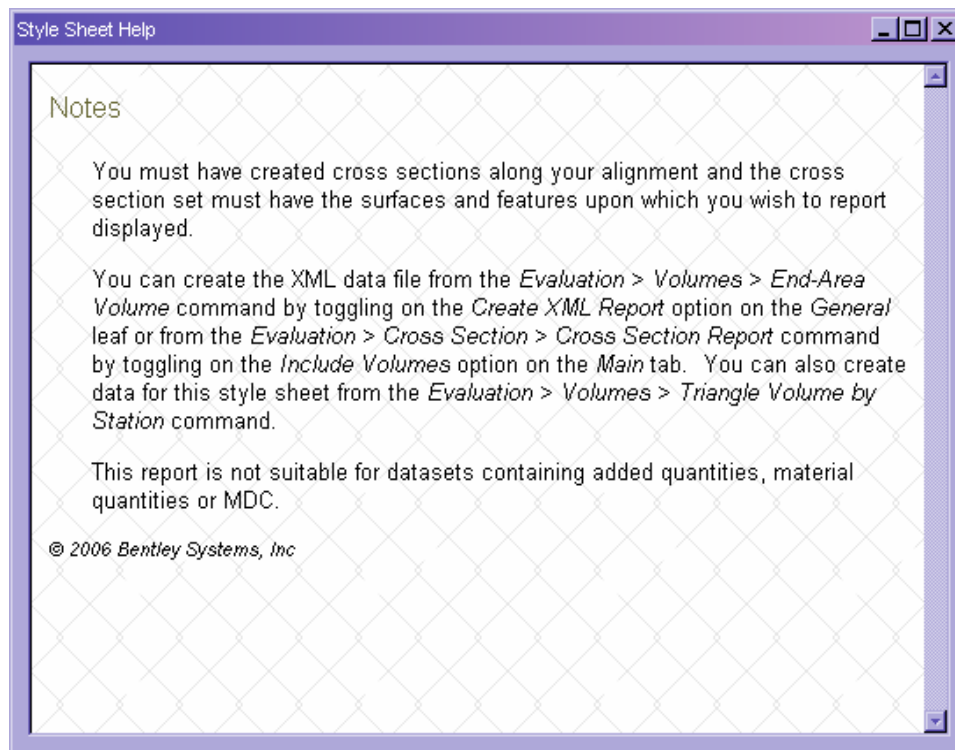 Style Sheet Help
Notes
You must have created cross sections along your alignment and the cross
section set must have the surfaces and features upon which you wish to report
displayed.
You can create the XML data file from the Evaluation > Volumes > End-Area
Volume command by toggling on the Create XML Report option on the General
leaf or from the Evaluation > Cross Section > Cross Section Report command
by toggling on the Include Volumes option on the Main tab.  You can also create
data for this style sheet from the Evaluation > Volumes > Triangle Volume by
Station command.
This report is not suitable for datasets containing added quantities, material
quantities or MDC.
© 2006 Bentley Systems, Inc